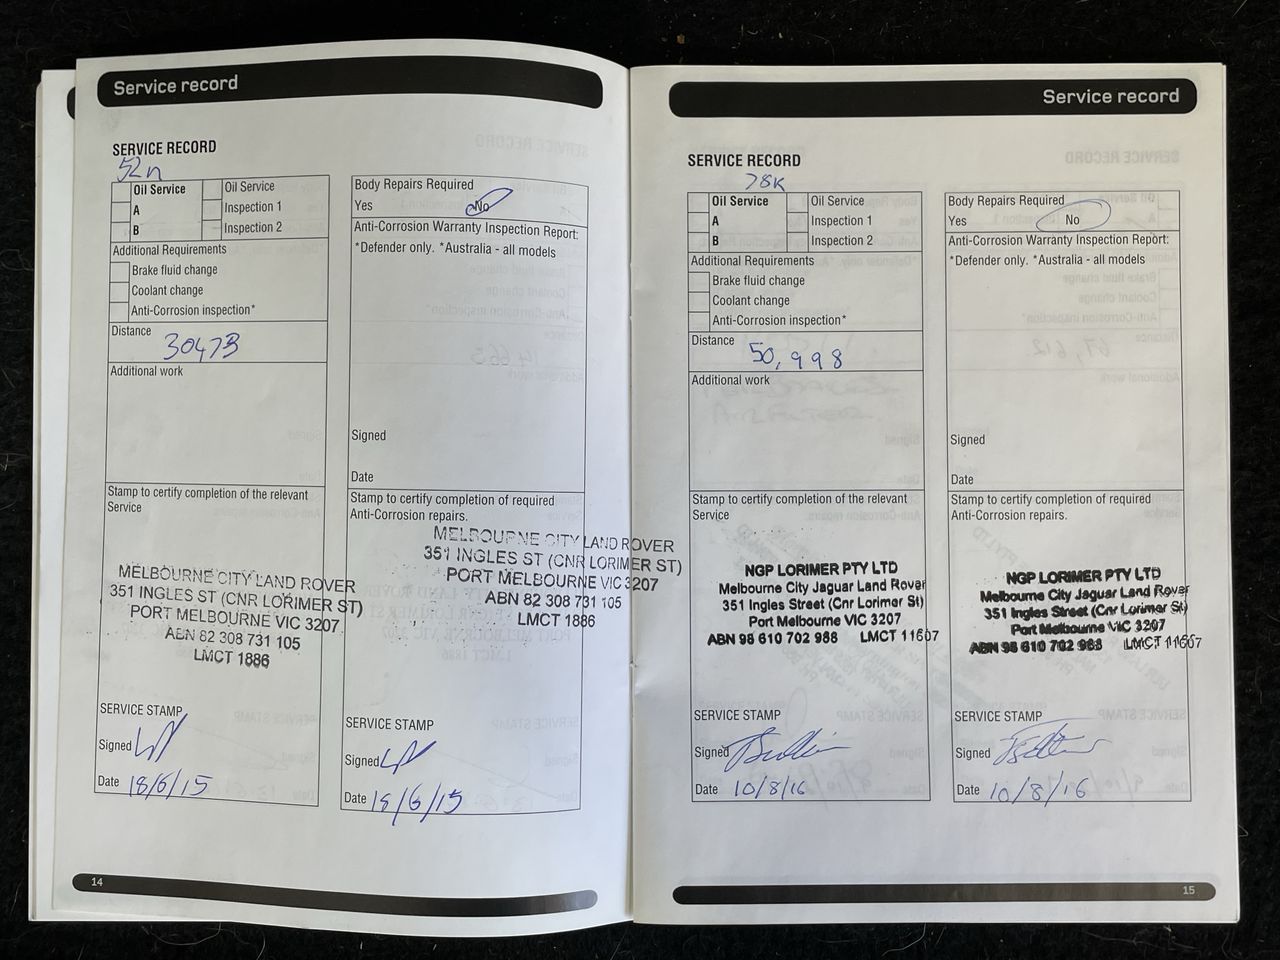 Service record
SERVICE RECORD
Oil Service
A
B
Oil Service
Inspection 1
Inspection 2
Additional Requirements
Brake fluid change
Coolant change
Anti-Corrosion inspection*
Distance
30473
Additional work
Stamp to certify completion of the relevant
Service
MELBOURNE CITY LAND ROVER
351 INGLES ST (CNR LORIMER ST)
PORT MELBOURNE VIC 3207
ABN 82 308 731 105
LMCT 1886
SERVICE STAMP
Signed
Date 18/6/15
Body Repairs Required
Yes No
Anti-Corrosion Warranty Inspection Report:
*Defender only. *Australia - all models
Signed
Date
Stamp to certify completion of required
Anti-Corrosion repairs.
MELBOURNE CITY LAND ROVER
351 INGLES ST (CNR LORIMER ST)
PORT MELBOURNE VIC 3207
ABN 82 308 731 105
LMCT 1886
SERVICE STAMP
Signed
Date 18/6/15
14
Service record
SERVICE RECORD
78K
Oil Service
A
B
Oil Service
Inspection 1
Inspection 2
Additional Requirements
Brake fluid change
Coolant change
Anti-Corrosion inspection*
Distance
50,998
Additional work
Stamp to certify completion of the relevant
Service
NGP LORIMER PTY LTD
Melbourne City Jaguar Land Rover
351 Ingles Street (Cnr Lorimer St)
Port Melbourne VIC 3207
ABN 98 610 702 988 LMCT 11607
SERVICE STAMP
Signed
Date 10/8/16
Body Repairs Required
Yes No
Anti-Corrosion Warranty Inspection Report:
*Defender only. *Australia - all models
Signed
Date
Stamp to certify completion of required
Anti-Corrosion repairs.
NGP LORIMER PTY LTD
Melbourne City Jaguar Land Rover
351 Ingles Street (Cnr Lorimer St)
Port Melbourne VIC 3207
ABN 98 610 702 988 LMCT 11607
SERVICE STAMP
Signed
Date 10/8/16
15